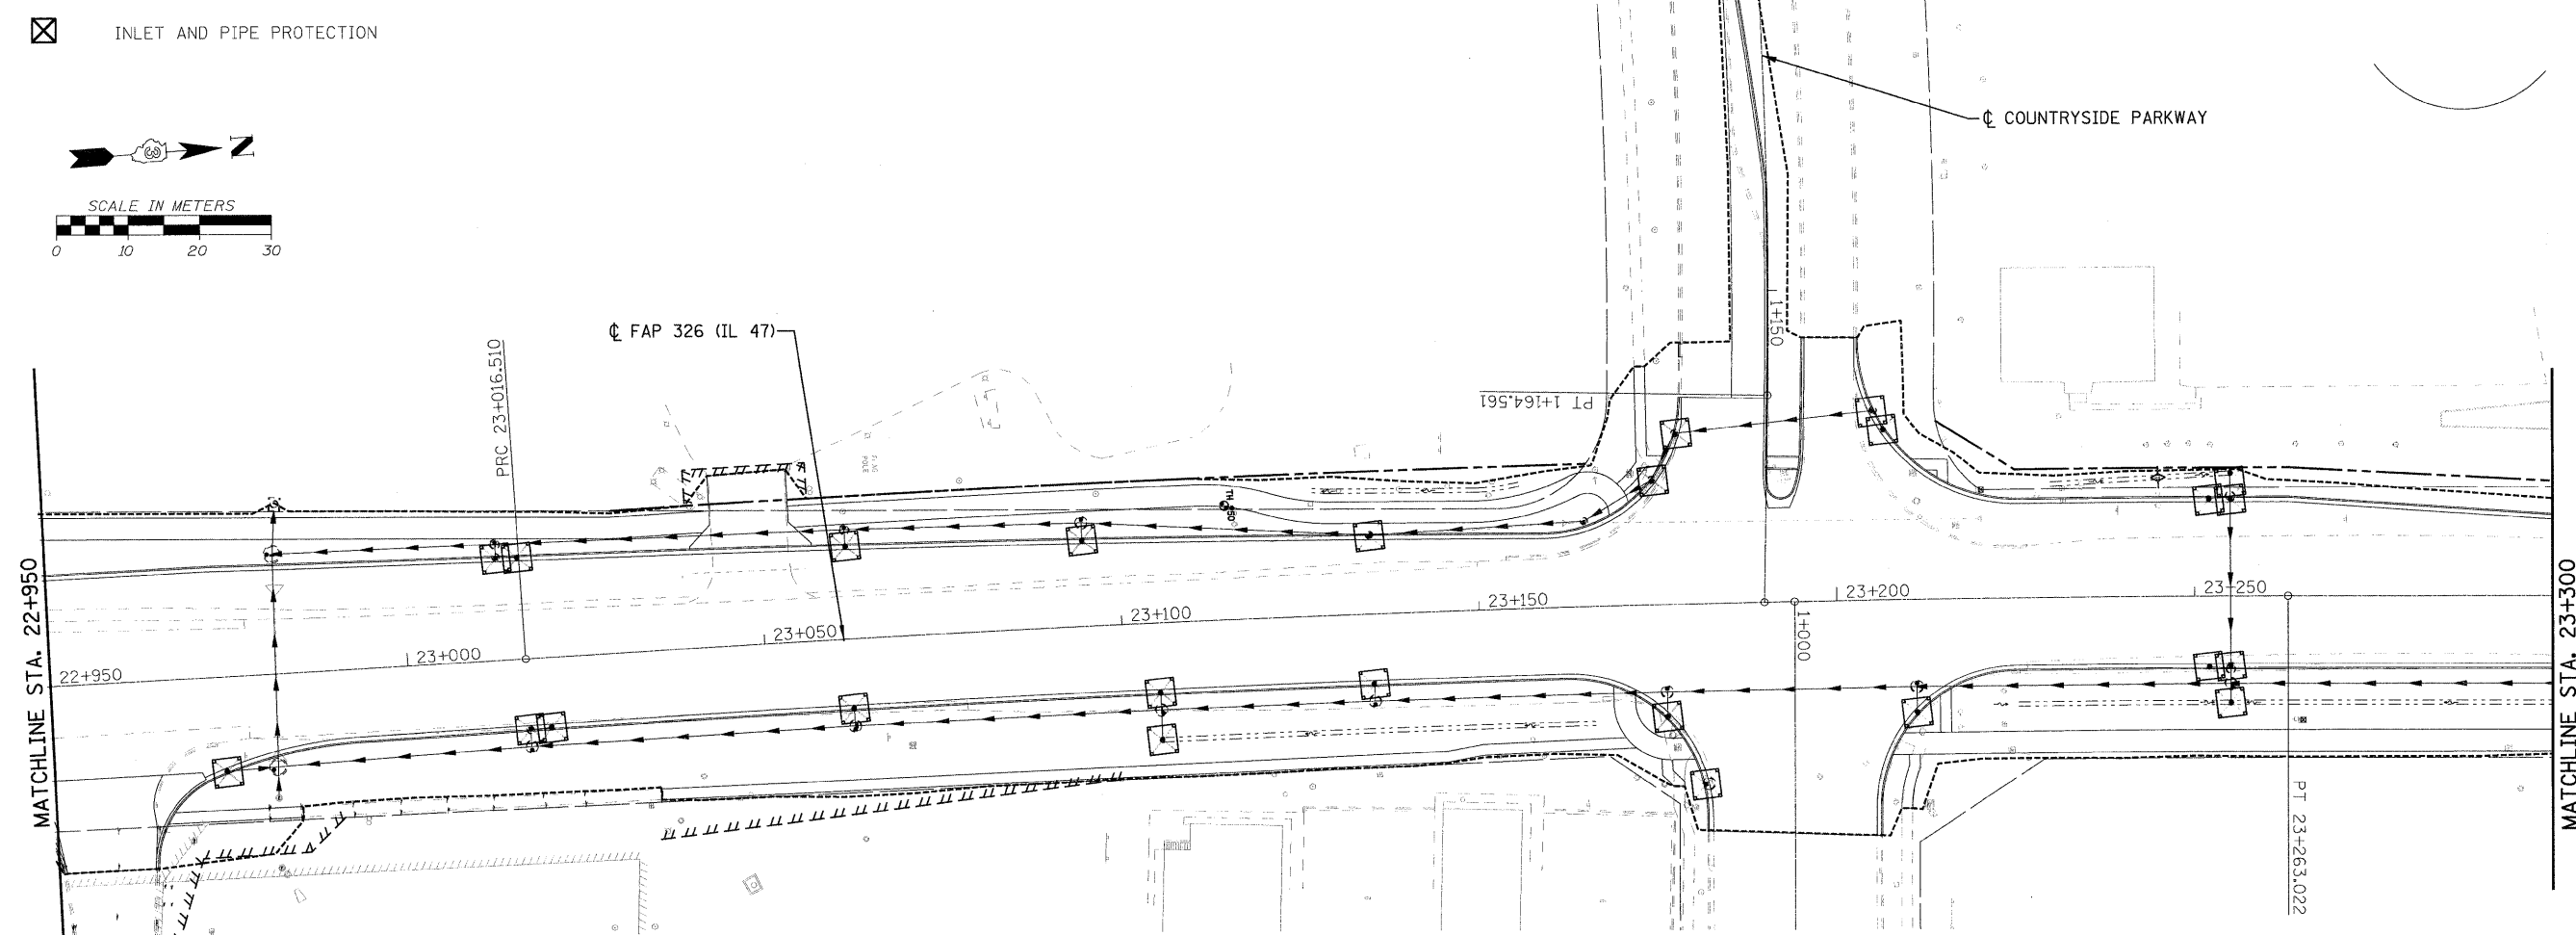 INLET AND PIPE PROTECTION
N
SCALE IN METERS
0 10 20 30
℄ COUNTRYSIDE PARKWAY
℄ FAP 326 (IL 47)
PRC 23+016.510
1+150
PT 1+164.561
POLE
MATCHLINE STA. 22+950
22+950
23+000
23+050
23+100
23+150
23+200
23+250
1+000
MATCHLINE STA. 23+300
PT 23+263.022